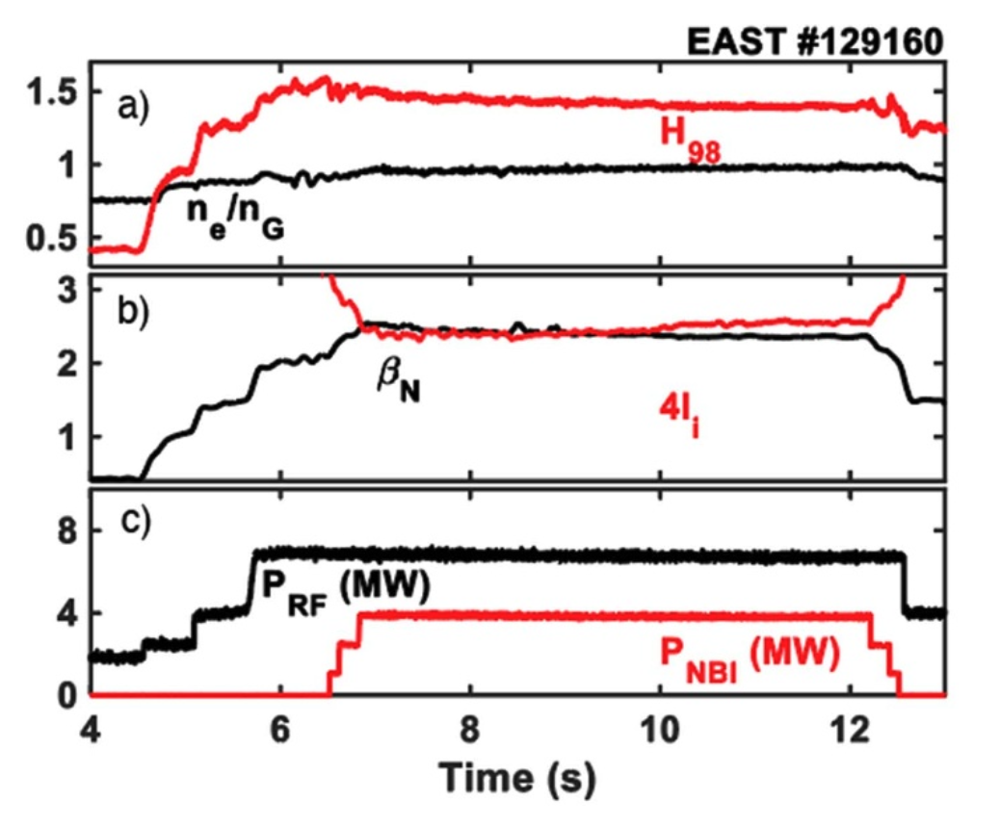 EAST #129160
1.5
a)
H98
1
ne/nG
0.5
3
b)
2
βN
4li
1
c)
8
PRF (MW)
4
PNBI (MW)
0
4 6 8 10 12
Time (s)